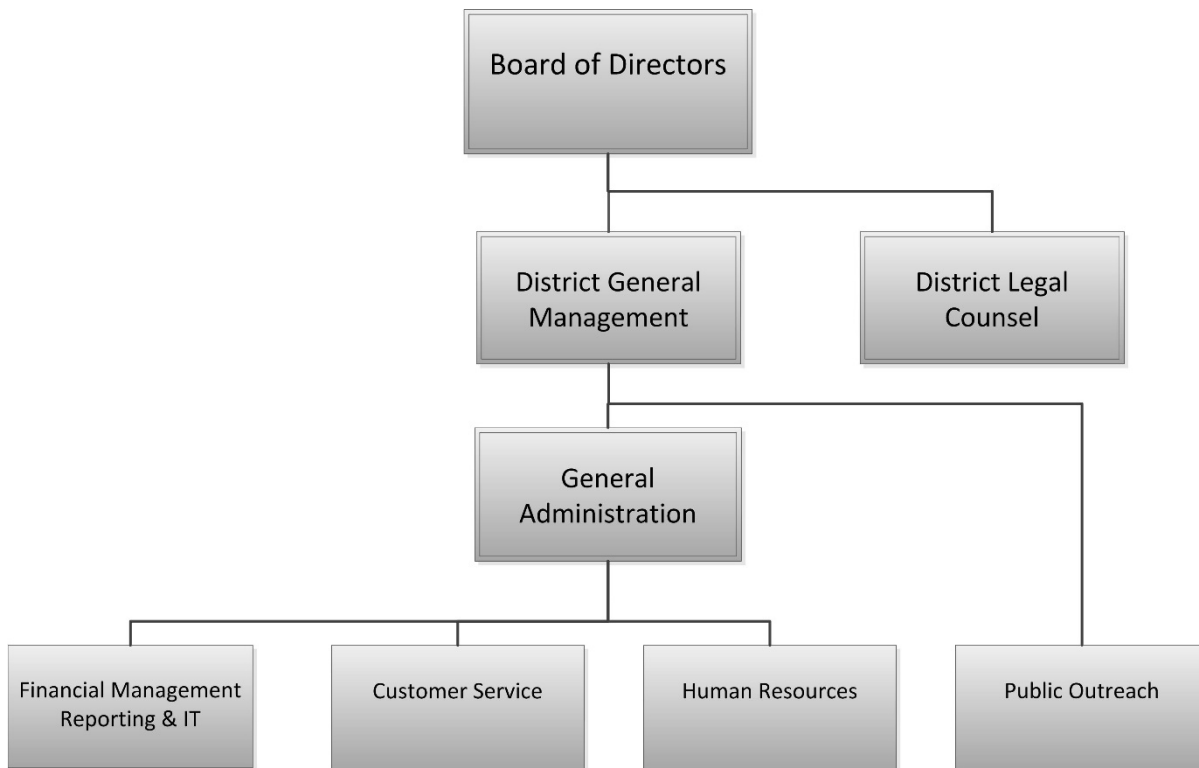 Board of Directors
District General
Management
District Legal
Counsel
General
Administration
Financial Management
Reporting & IT
Customer Service
Human Resources
Public Outreach